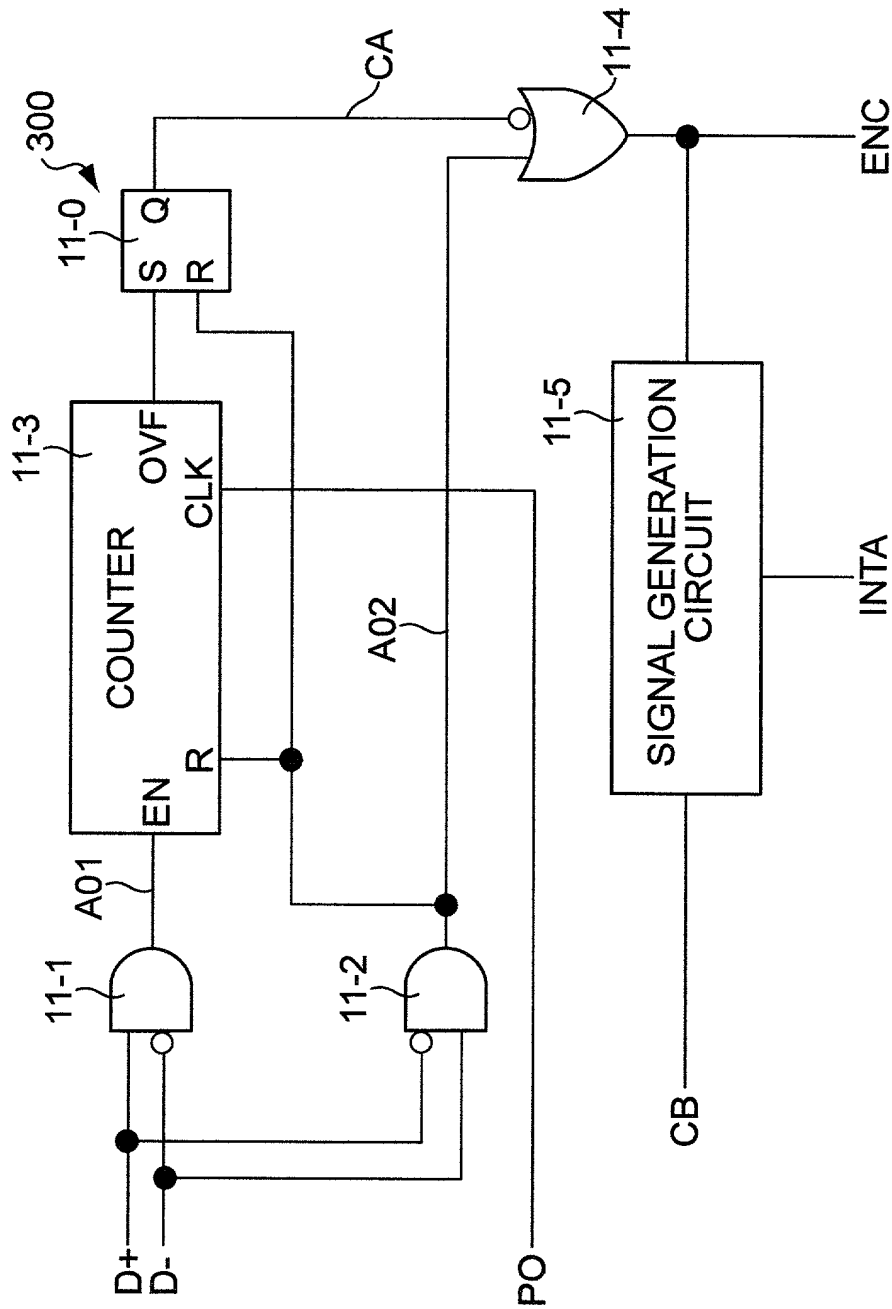 300
11-0
S
Q
R
CA
11-3
COUNTER
EN
OVF
R
CLK
A01
11-1
D+
D-
11-2
A02
11-4
PO
11-5
SIGNAL GENERATION
CIRCUIT
CB
INTA
ENC